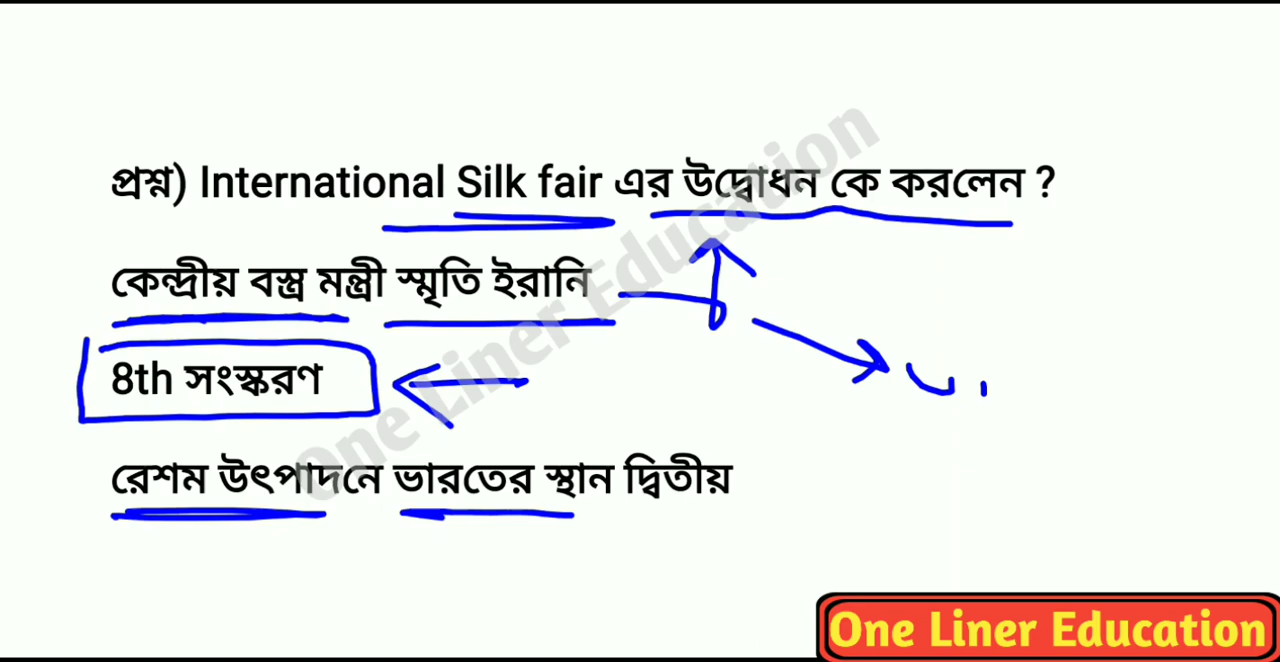 প্রশ্ন) International Silk fair এর উদ্বোধন কে করলেন ?
কেন্দ্রীয় বস্ত্র মন্ত্রী স্মৃতি ইরানি
8th সংস্করণ
রেশম উৎপাদনে ভারতের স্থান দ্বিতীয়
One Liner Education
One Liner Education